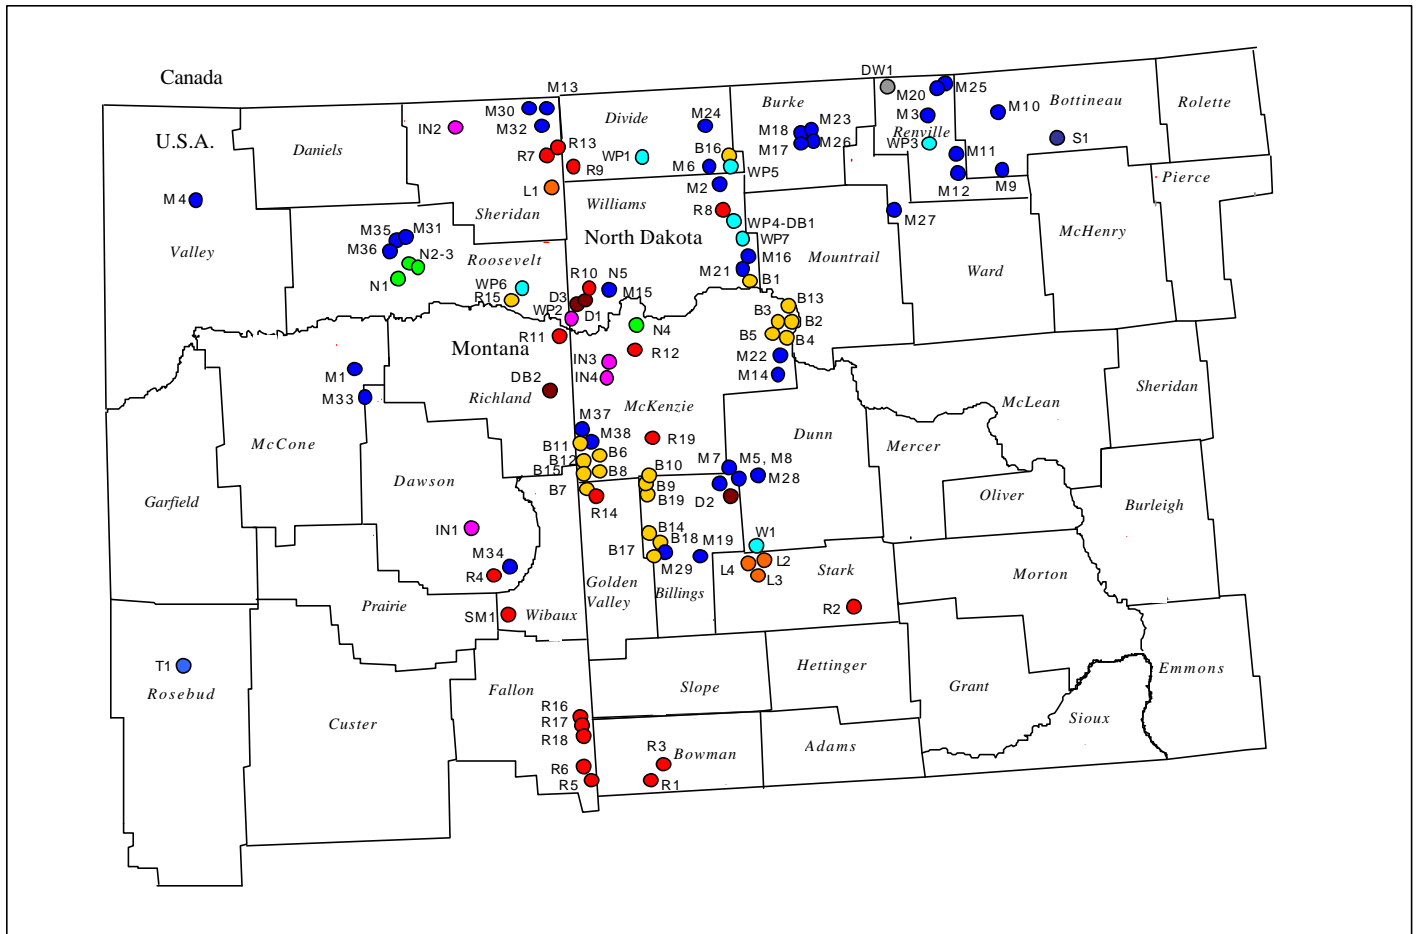 Canada
U.S.A.
M13
M30
M32
IN2
Daniels
R13
R7
R9
L1
Sheridan
M4
Valley
M35
M31
M36
N2-3
N1
Roosevelt
WP6
R15
Divide
M24
WP1
B16
M6
WP5
M2
Williams
R8
WP4-DB1
North Dakota
WP7
M16
M21
B1
Burke
M23
M18
M26
M17
DW1
M20
M25
M3
Renville
WP3
M11
M12
M10
Bottineau
S1
M9
Rolette
Pierce
M27
McHenry
Mountrail
Ward
R10
N5
D3
M15
WP2
D1
N4
R11
R12
IN3
IN4
B13
B3
B2
B5
B4
M22
M14
Montana
M1
M33
DB2
Richland
McKenzie
McCone
M37
M38
B11
B6
B12
B15
B8
B7
R14
R19
B10
B9
B19
M7
M5, M8
M28
D2
Dunn
McLean
Sheridan
Mercer
Oliver
Burleigh
Garfield
Dawson
IN1
M34
R4
SM1
Wibaux
Prairie
B14
B18
B17
M29
M19
W1
L4
L2
L3
Golden
Valley
Billings
Stark
R2
Morton
T1
Rosebud
Custer
Fallon
R16
R17
R18
R6
R5
Slope
Hettinger
Grant
Sioux
Emmons
R3
Bowman
R1
Adams